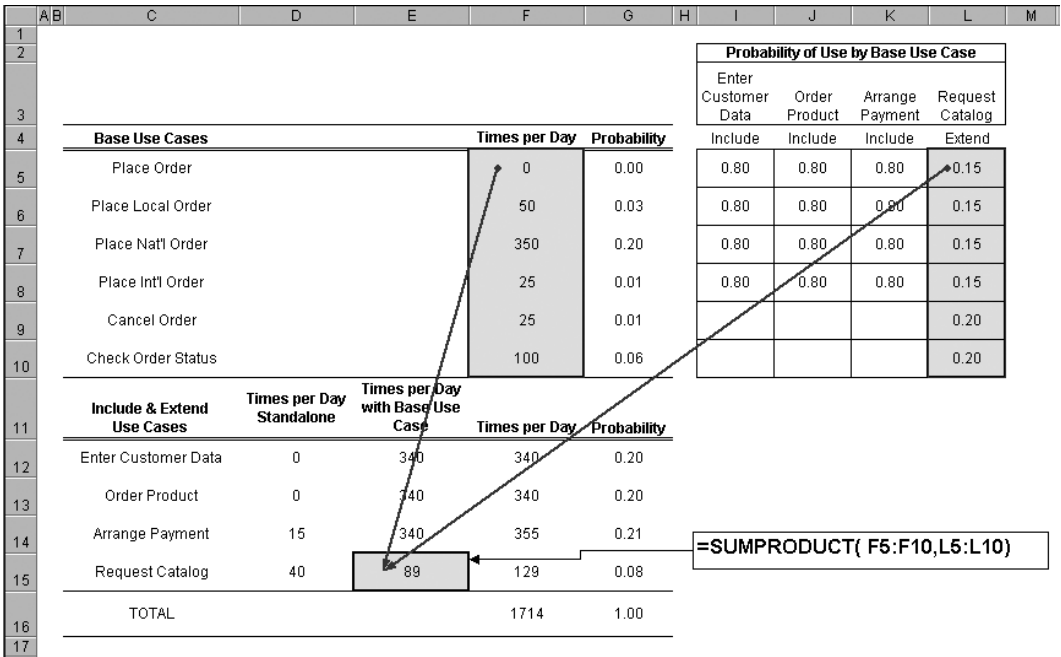 A B C D E F G H I J K L M
1
2 Probability of Use by Base Use Case
3 Enter Customer Data Order Product Arrange Payment Request Catalog
4 Base Use Cases Times per Day Probability Include Include Include Extend
5 Place Order 0 0.00 0.80 0.80 0.80 0.15
6 Place Local Order 50 0.03 0.80 0.80 0.80 0.15
7 Place Nat'l Order 350 0.20 0.80 0.80 0.80 0.15
8 Place Int'l Order 25 0.01 0.80 0.80 0.80 0.15
9 Cancel Order 25 0.01 0.20
10 Check Order Status 100 0.06 0.20
11 Include & Extend Use Cases Times per Day Standalone Times per Day with Base Use Case Times per Day Probability
12 Enter Customer Data 0 340 340 0.20
13 Order Product 0 340 340 0.20
14 Arrange Payment 15 340 355 0.21 =SUMPRODUCT( F5:F10,L5:L10)
15 Request Catalog 40 89 129 0.08
16 TOTAL 1714 1.00
17